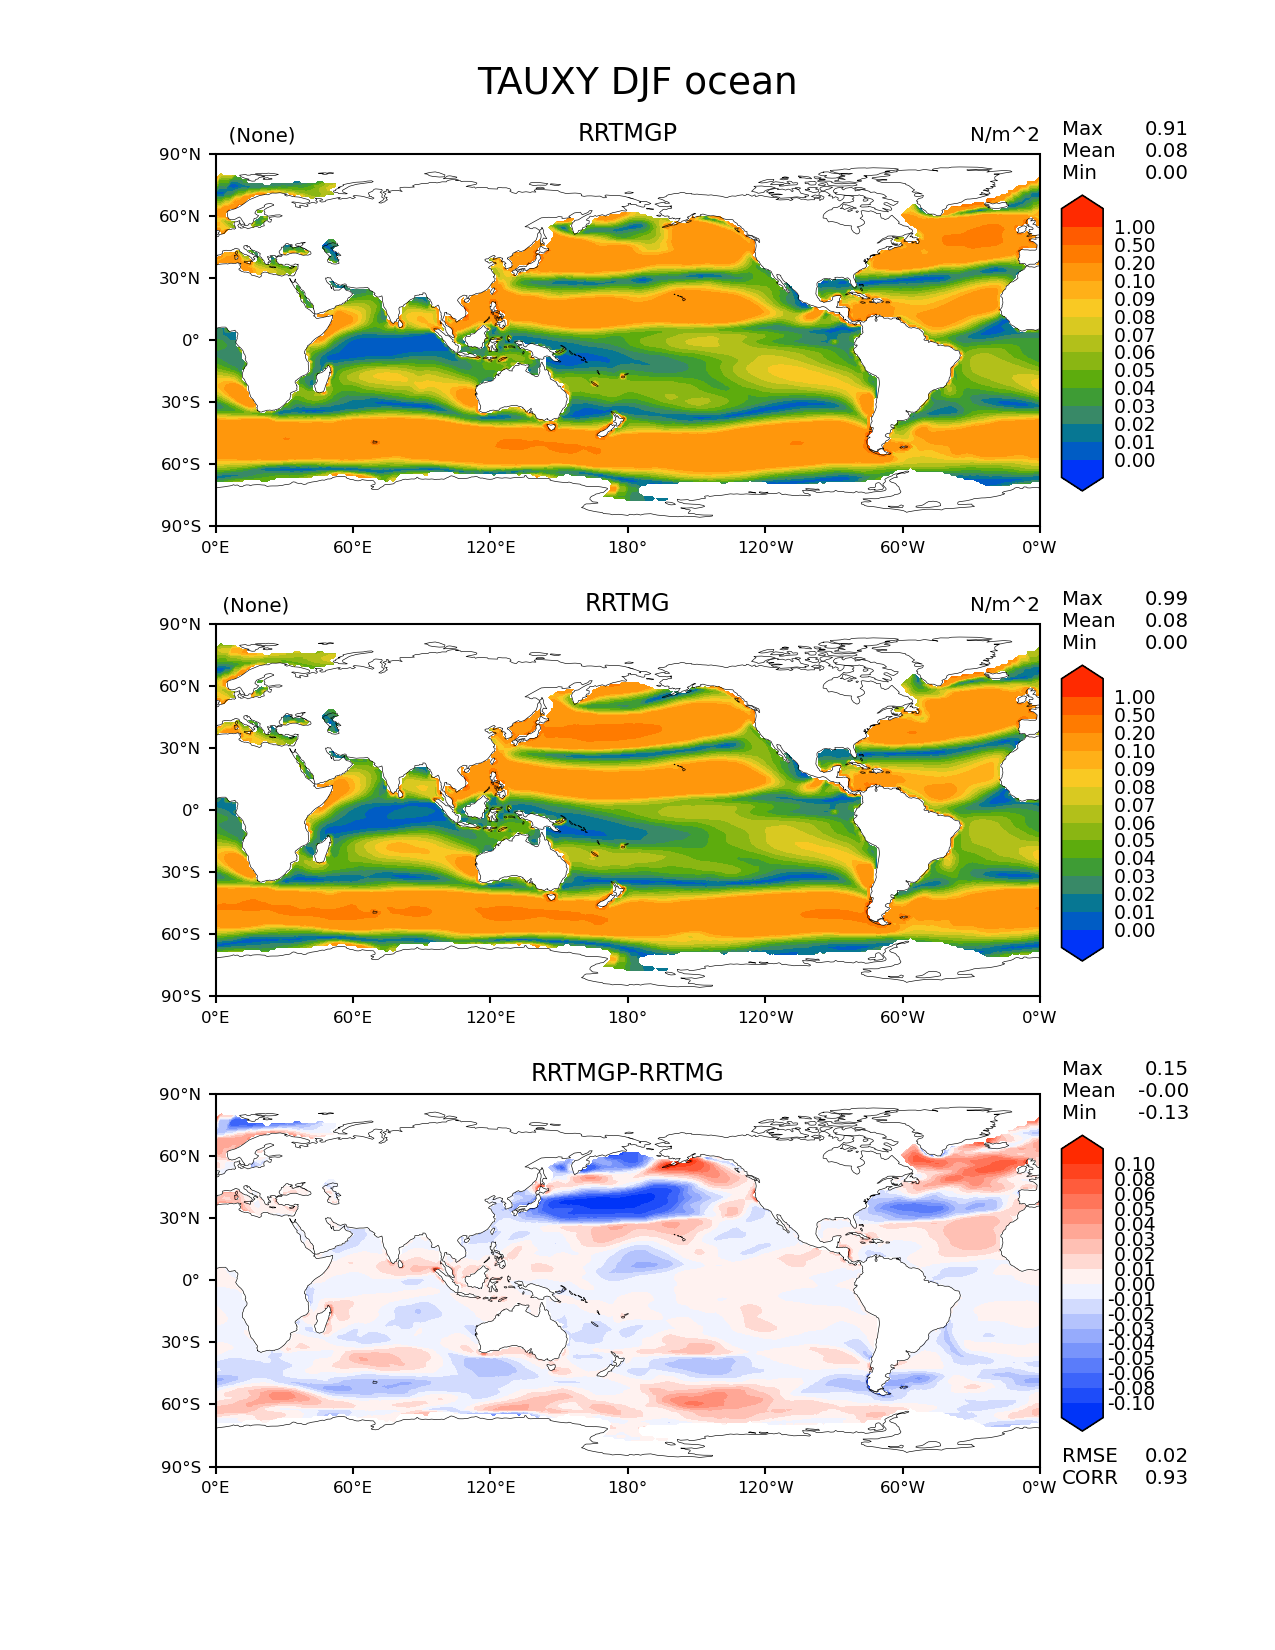 TAUXY DJF ocean
(None) RRTMGP N/m^2
Max 0.91
Mean 0.08
Min 0.00
90°N
60°N
30°N
0°
30°S
60°S
90°S
0°E 60°E 120°E 180° 120°W 60°W 0°W
1.00
0.50
0.20
0.10
0.09
0.08
0.07
0.06
0.05
0.04
0.03
0.02
0.01
0.00
(None) RRTMG N/m^2
Max 0.99
Mean 0.08
Min 0.00
90°N
60°N
30°N
0°
30°S
60°S
90°S
0°E 60°E 120°E 180° 120°W 60°W 0°W
1.00
0.50
0.20
0.10
0.09
0.08
0.07
0.06
0.05
0.04
0.03
0.02
0.01
0.00
RRTMGP-RRTMG
Max 0.15
Mean -0.00
Min -0.13
90°N
60°N
30°N
0°
30°S
60°S
90°S
0°E 60°E 120°E 180° 120°W 60°W 0°W
0.10
0.08
0.06
0.05
0.04
0.03
0.02
0.01
0.00
-0.01
-0.02
-0.03
-0.04
-0.05
-0.06
-0.08
-0.10
RMSE 0.02
CORR 0.93